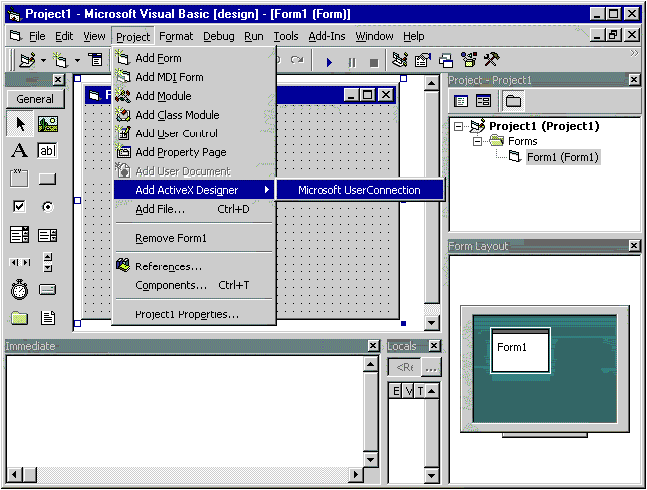 Project1 - Microsoft Visual Basic [design] - [Form1 (Form)]
File Edit View Project Format Debug Run Tools Add-Ins Window Help
General
A
ab
xv
Add Form
Add MDI Form
Add Module
Add Class Module
Add User Control
Add Property Page
Add User Document
Add ActiveX Designer
Microsoft UserConnection
Add File... Ctrl+D
Remove Form1
References...
Components... Ctrl+T
Project1 Properties...
Project - Project1
Project1 (Project1)
Forms
Form1 (Form1)
Form Layout
Form1
Immediate
Locals
<Re
...
E V T